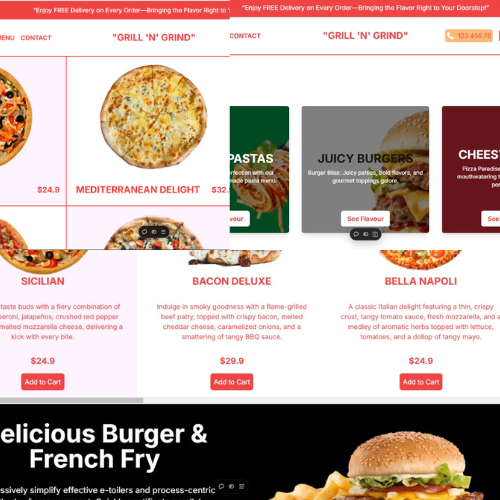 "Enjoy FREE Delivery on Every Order—Bringing the Flavor Right to Y
MENU CONTACT "GRILL 'N' GRIND"
$24.9 MEDITERRANEAN DELIGHT $32.
"Enjoy FREE Delivery on Every Order—Bringing the Flavor Right to Your Doorstep!"
CONTACT "GRILL 'N' GRIND" 123 456 78
PASTAS
erfection with our
made pasta menu.
vour
JUICY BURGERS
Burger Bliss: Juicy patties, bold flavors, and
gourmet toppings galore
See Flavour
CHEES
Pizza Paradise
mouthwatering t
per
See F
SICILIAN
taste buds with a fiery combination of
peroni, jalapeños, crushed red pepper
melted mozzarella cheese, delivering a
kick with every bite.
$24.9
Add to Cart
BACON DELUXE
Indulge in smoky goodness with a flame-grilled
beef patty, topped with crispy bacon, melted
cheddar cheese, caramelized onions, and a
smattering of tangy BBQ sauce.
$29.9
Add to Cart
BELLA NAPOLI
A classic Italian delight featuring a thin, crispy
crust, tangy tomato sauce, fresh mozzarella, and a
medley of aromatic herbs topped with lettuce,
tomatoes, and a dollop of tangy mayo.
$24.9
Add to Cart
elicious Burger &
French Fry
essively simplify effective e-toilers and process-centric